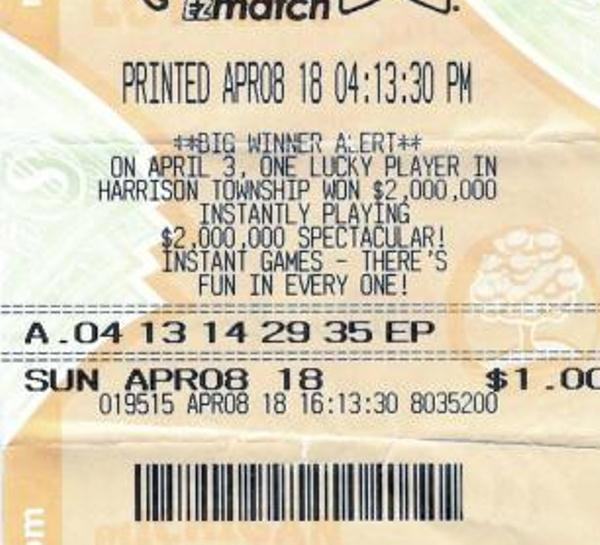 EZmatch
PRINTED APR08 18 04:13:30 PM
**BIG WINNER ALERT**
ON APRIL 3, ONE LUCKY PLAYER IN
HARRISON TOWNSHIP WON $2,000,000
INSTANTLY PLAYING
$2,000,000 SPECTACULAR!
INSTANT GAMES - THERE'S
FUN IN EVERY ONE!
A.04 13 14 29 35 EP
SUN APR08 18 $1.00
019515 APR08 18 16:13:30 8035200
om
MICHIGAN